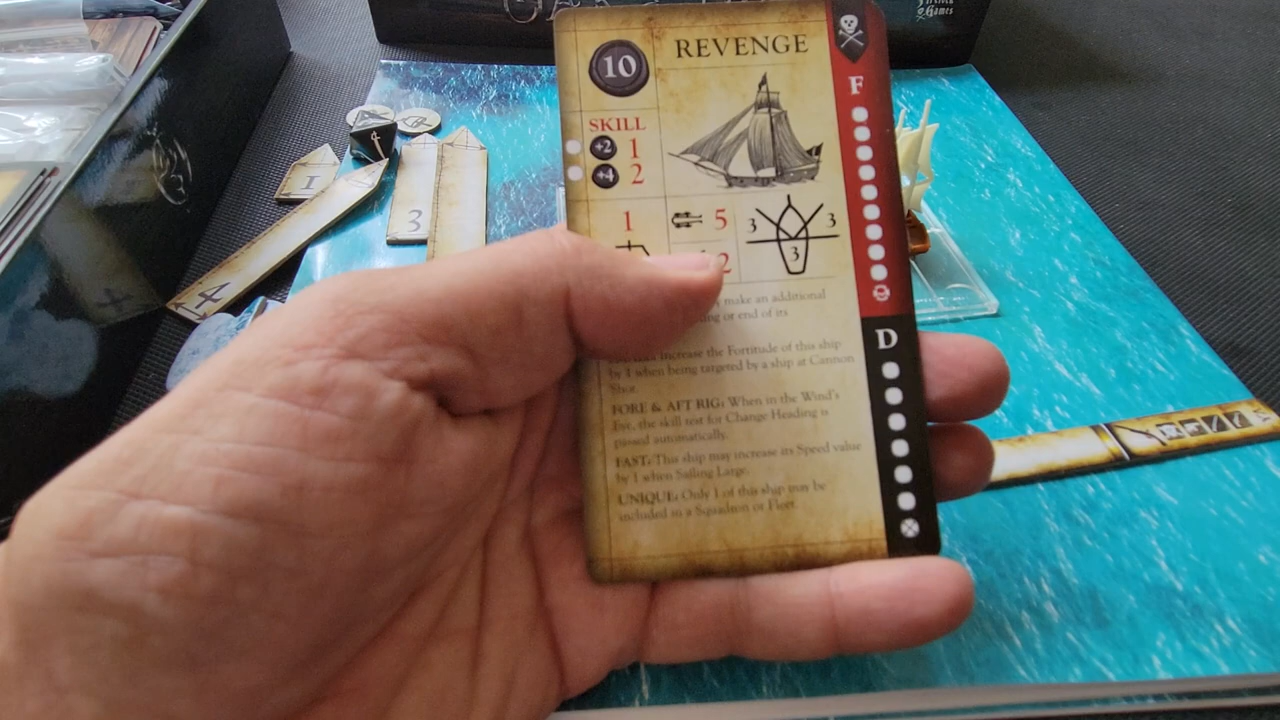 & Games
10
REVENGE
F
SKILL
+2 1
+4 2
1
5
3 3
3
2
1
3
4
make an additional
or end of its
D
increase the Fortitude of this ship
by 4 when being targeted by a ship at Cannon
Shot.
FORE & AFT RIG: When in the Wind's
Eye, the skill test for Change Heading is
passed automatically.
FAST: This ship may increase its Speed value
by 1 when Sailing Large.
UNIQUE: Only 1 of this ship may be
included in a Squadron or Fleet.